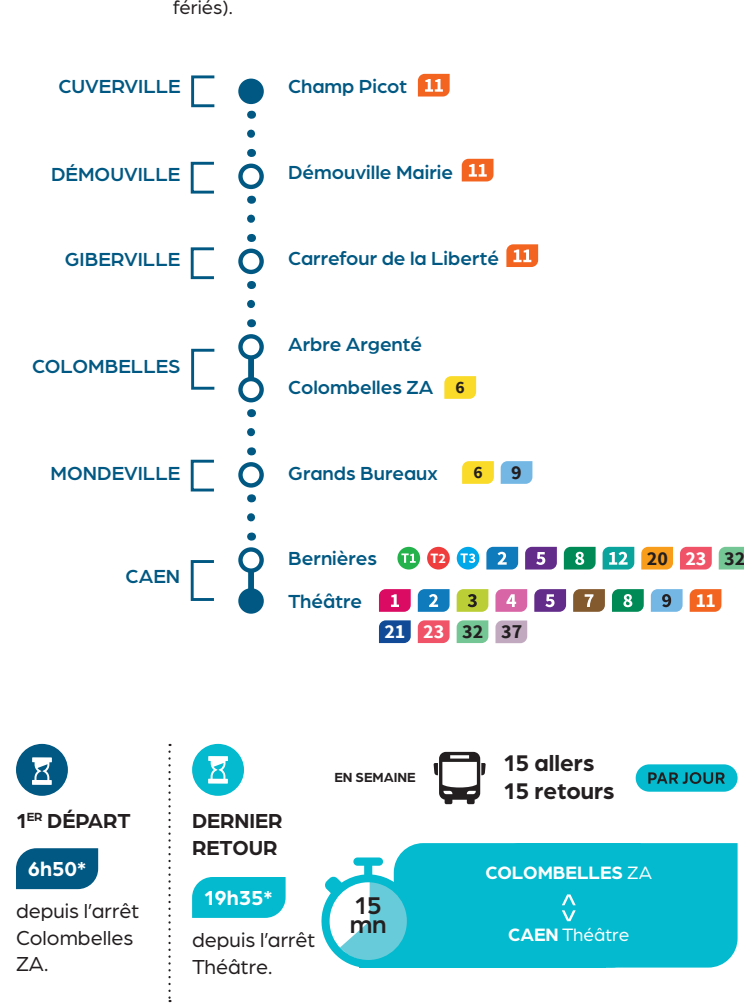 fériés).
CUVERVILLE
Champ Picot 11
DÉMOUVILLE
Démouville Mairie 11
GIBERVILLE
Carrefour de la Liberté 11
COLOMBELLES
Arbre Argenté
Colombelles ZA 6
MONDEVILLE
Grands Bureaux 6 9
CAEN
Bernières T1 T2 T3 2 5 8 12 20 23 32
Théâtre 1 2 3 4 5 7 8 9 11
21 23 32 37
1ER DÉPART
6h50*
depuis l'arrêt
Colombelles
ZA.
DERNIER
RETOUR
19h35*
depuis l'arrêt
Théâtre.
EN SEMAINE
15 allers
15 retours
PAR JOUR
15
mn
COLOMBELLES ZA
CAEN Théâtre